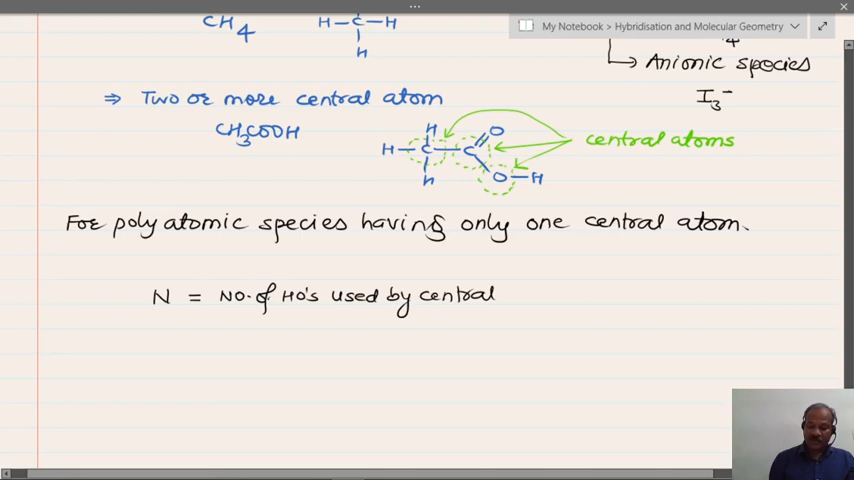 ...
My Notebook > Hybridisation and Molecular Geometry
CH4
H-C-H
H
4
Anionic species
I3-
⇒ Two or more central atom
CH3COOH
H
H-C-C
O
H
O-H
central atoms
For polyatomic species having only one central atom.
N = NO. of HO's used by central